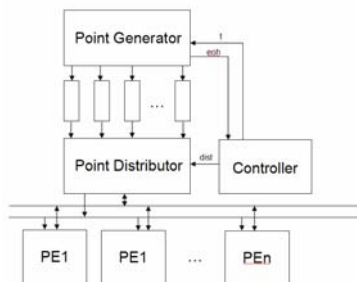 Point Generator
f
eoh
...
Point Distributor
dist
Controller
PE1
PE1
...
PEn